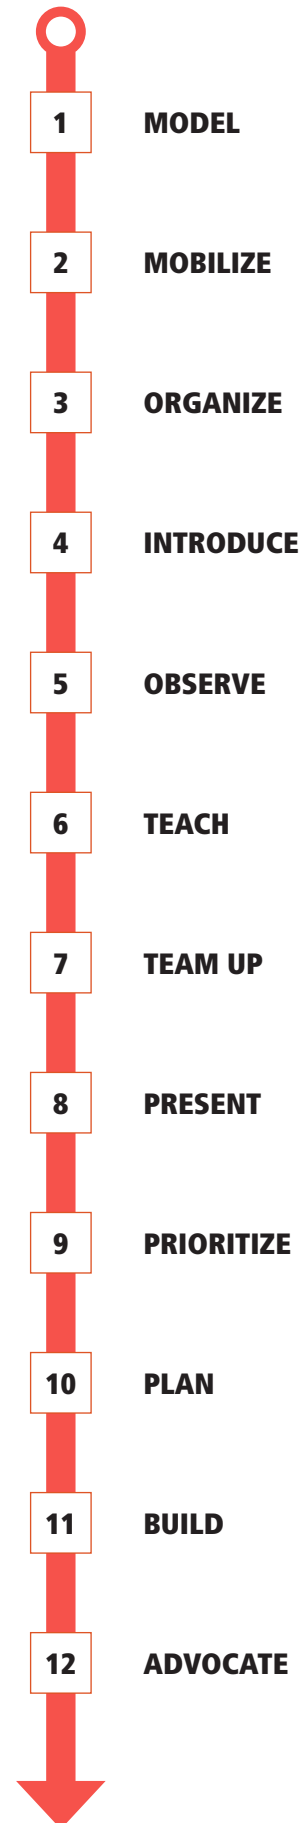 1 MODEL
2 MOBILIZE
3 ORGANIZE
4 INTRODUCE
5 OBSERVE
6 TEACH
7 TEAM UP
8 PRESENT
9 PRIORITIZE
10 PLAN
11 BUILD
12 ADVOCATE